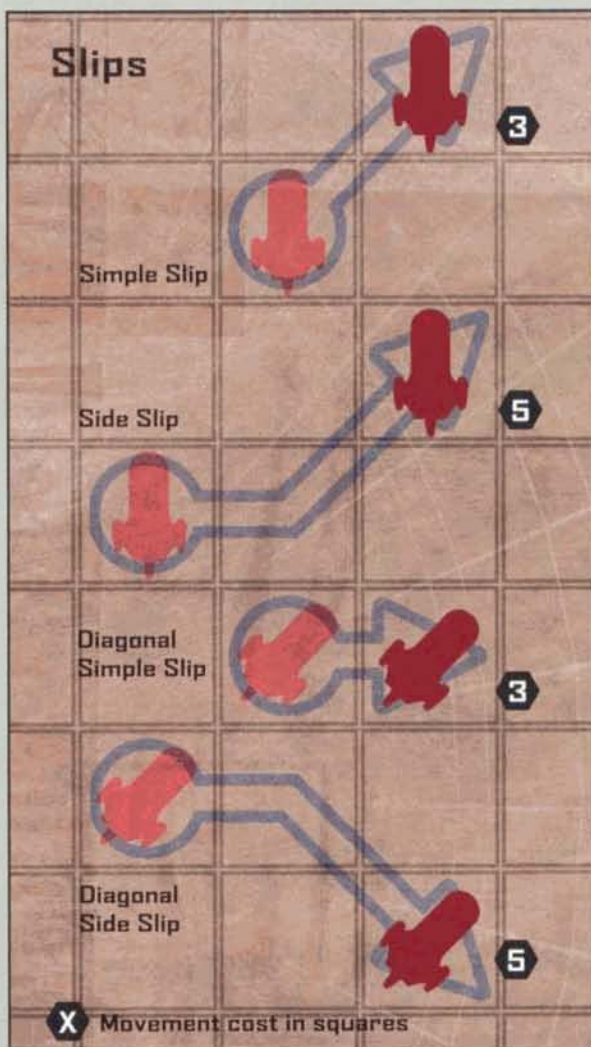 Slips
3
Simple Slip
Side Slip
5
Diagonal
Simple Slip
3
Diagonal
Side Slip
5
X Movement cost in squares